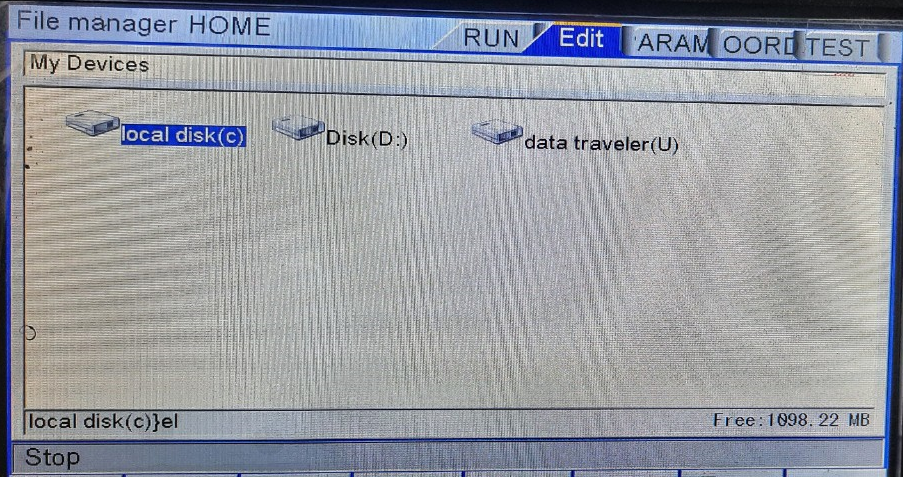 File manager HOME RUN Edit ARAM OORD TEST
My Devices
local disk(c) Disk(D:) data traveler(U)
local disk(c)}el Free:1098.22 MB
Stop